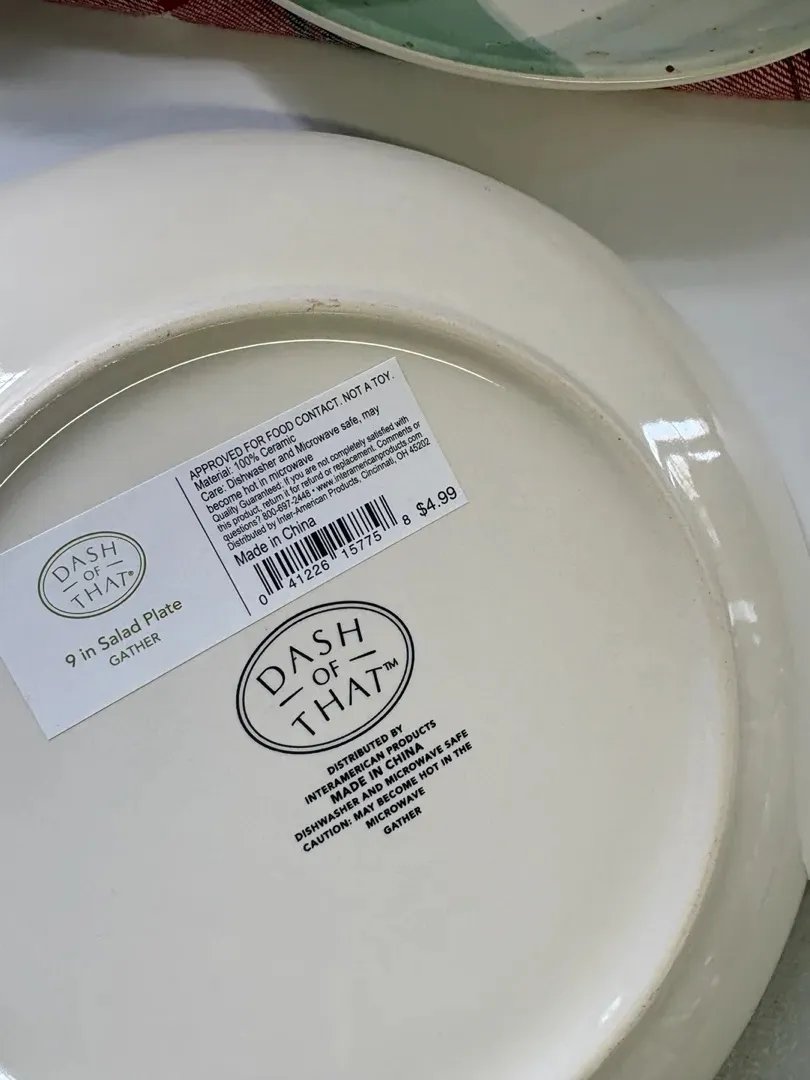 APPROVED FOR FOOD CONTACT. NOT A TOY.
Material: 100% Ceramic
Care: Dishwasher and Microwave safe, may
become hot in microwave
Quality Guaranteed: If you are not completely satisfied with
this product, return it for refund or replacement. Comments or
questions? 800-697-2448 • www.interamericanproducts.com
Distributed by Inter-American Products, Cincinnati, OH 45202
Made in China
$4.99
0 41226 15775 8
DASH
OF
THAT®
9 in Salad Plate
GATHER
DASH
OF
THAT™
DISTRIBUTED BY
INTERAMERICAN PRODUCTS
MADE IN CHINA
DISHWASHER AND MICROWAVE SAFE
CAUTION: MAY BECOME HOT IN THE
MICROWAVE
GATHER